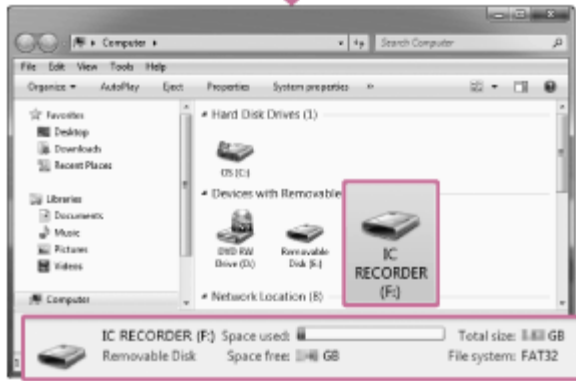 Computer
Search Computer
File Edit View Tools Help
Organize AutoPlay Eject Properties System properties »
Favorites
Desktop
Downloads
Recent Places
Libraries
Documents
Music
Pictures
Videos
Computer
Hard Disk Drives (1)
OS (C:)
Devices with Removable
DVD RW
Drive (D:)
Removable
Disk (E:)
IC
RECORDER
(F:)
Network Location (8)
IC RECORDER (F:) Space used: Total size: GB
Removable Disk Space free: GB File system: FAT32